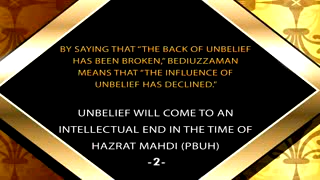 BY SAYING THAT “THE BACK OF UNBELIEF
HAS BEEN BROKEN,” BEDIUZZAMAN
MEANS THAT “THE INFLUENCE OF
UNBELIEF HAS DECLINED.”
UNBELIEF WILL COME TO AN
INTELLECTUAL END IN THE TIME OF
HAZRAT MAHDI (PBUH)
-2-